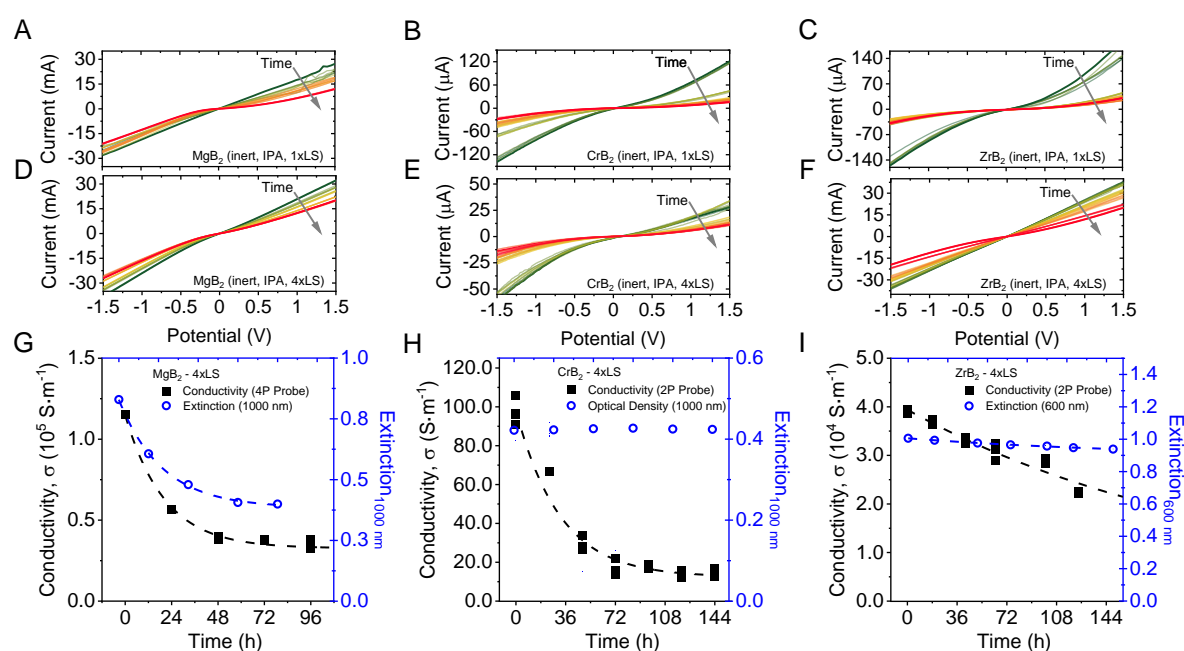 A
Current (mA)
30
15
0
-15
-30
Time
MgB2 (inert, IPA, 1xLS)
B
Current (µA)
120
60
0
-60
-120
Time
CrB2 (inert, IPA, 1xLS)
C
Current (µA)
140
70
0
-70
-140
Time
ZrB2 (inert, IPA, 1xLS)
D
Current (mA)
30
15
0
-15
-30
Time
MgB2 (inert, IPA, 4xLS)
-1.5 -1.0 -0.5 0 0.5 1.0 1.5
Potential (V)
E
Current (µA)
50
25
0
-25
-50
Time
CrB2 (inert, IPA, 4xLS)
-1.5 -1 -0.5 0 0.5 1 1.5
Potential (V)
F
Current (mA)
30
15
0
-15
-30
Time
ZrB2 (inert, IPA, 4xLS)
-1.5 -1 -0.5 0 0.5 1 1.5
Potential (V)
G
Conductivity, σ (10⁵ S·m⁻¹)
1.5
1.0
0.5
0.0
MgB2 - 4xLS
Conductivity (4P Probe)
Extinction (1000 nm)
1.0
0.8
0.5
0.3
0.0
Extinction1000 nm
0 24 48 72 96
Time (h)
H
Conductivity, σ (S·m⁻¹)
120.0
100.0
80.0
60.0
40.0
20.0
0.0
CrB2 - 4xLS
Conductivity (2P Probe)
Optical Density (1000 nm)
0.6
0.4
0.2
0.0
Extinction1000 nm
0 36 72 108 144
Time (h)
I
Conductivity, σ (10⁴ S·m⁻¹)
5.0
4.0
3.0
2.0
1.0
0.0
ZrB2 - 4xLS
Conductivity (2P Probe)
Extinction (600 nm)
1.4
1.2
1.0
0.8
0.6
0.4
0.2
0.0
Extinction600 nm
0 36 72 108 144
Time (h)